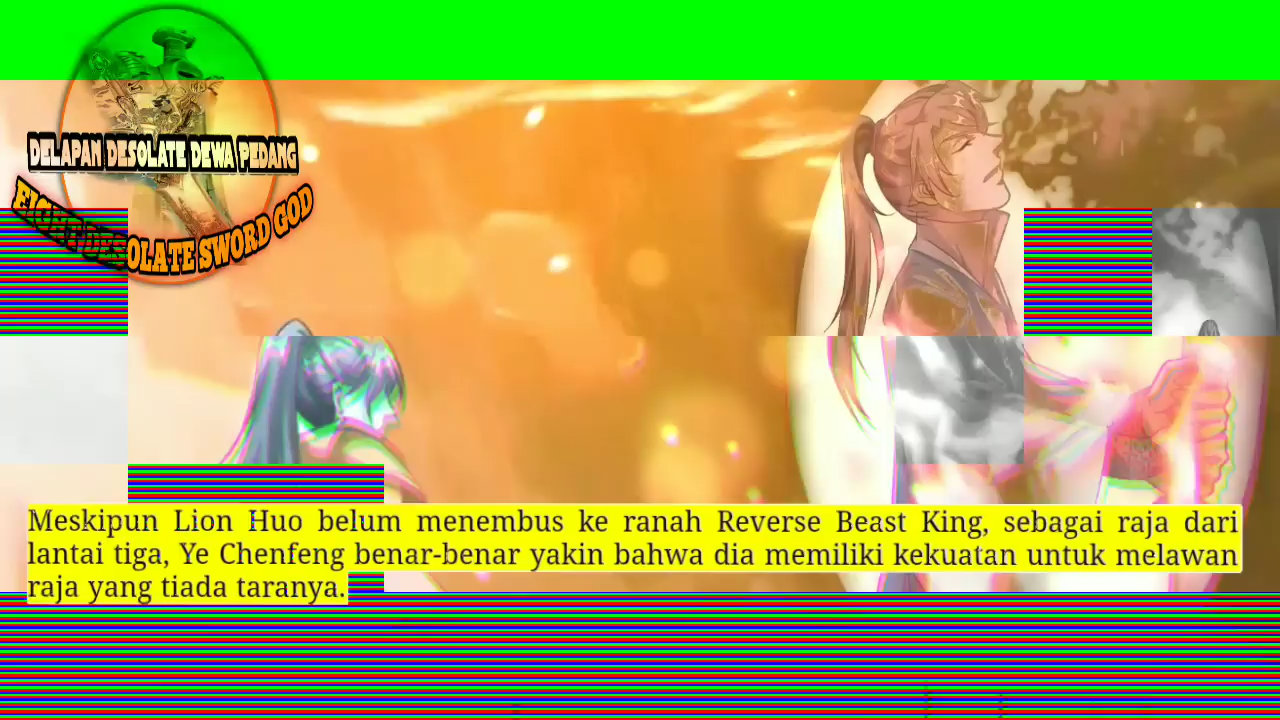 DELAPAN DESOLATE DEWA PEDANG
EIGHT DESOLATE SWORD GOD
Meskipun Lion Huo belum menembus ke ranah Reverse Beast King, sebagai raja dari
lantai tiga, Ye Chenfeng benar-benar yakin bahwa dia memiliki kekuatan untuk melawan
raja yang tiada taranya.